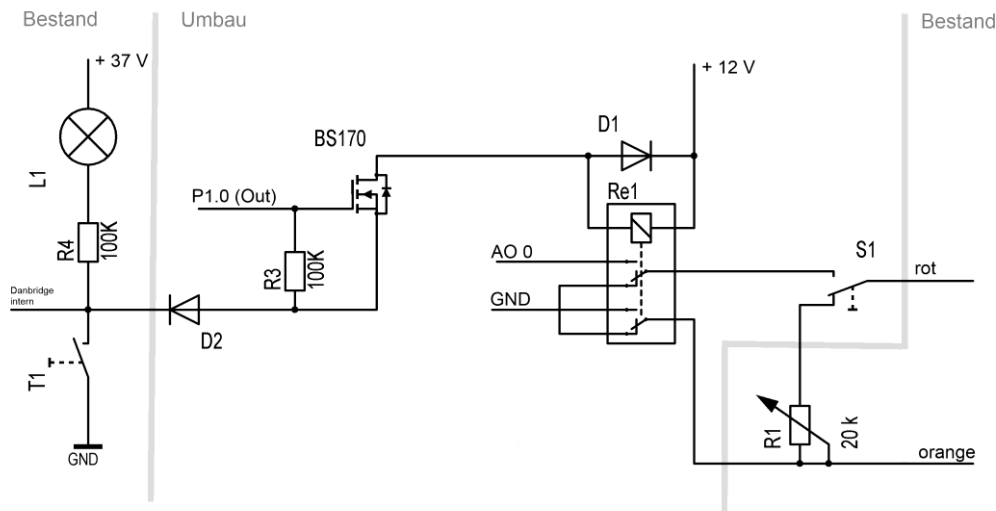 Bestand
Umbau
Bestand
+ 37 V
+ 12 V
D1
BS170
L1
P1.0 (Out)
Re1
R4
100K
R3
100K
AO 0
S1
rot
Danbridge
intern
GND
D2
T1
R1
20 k
GND
orange